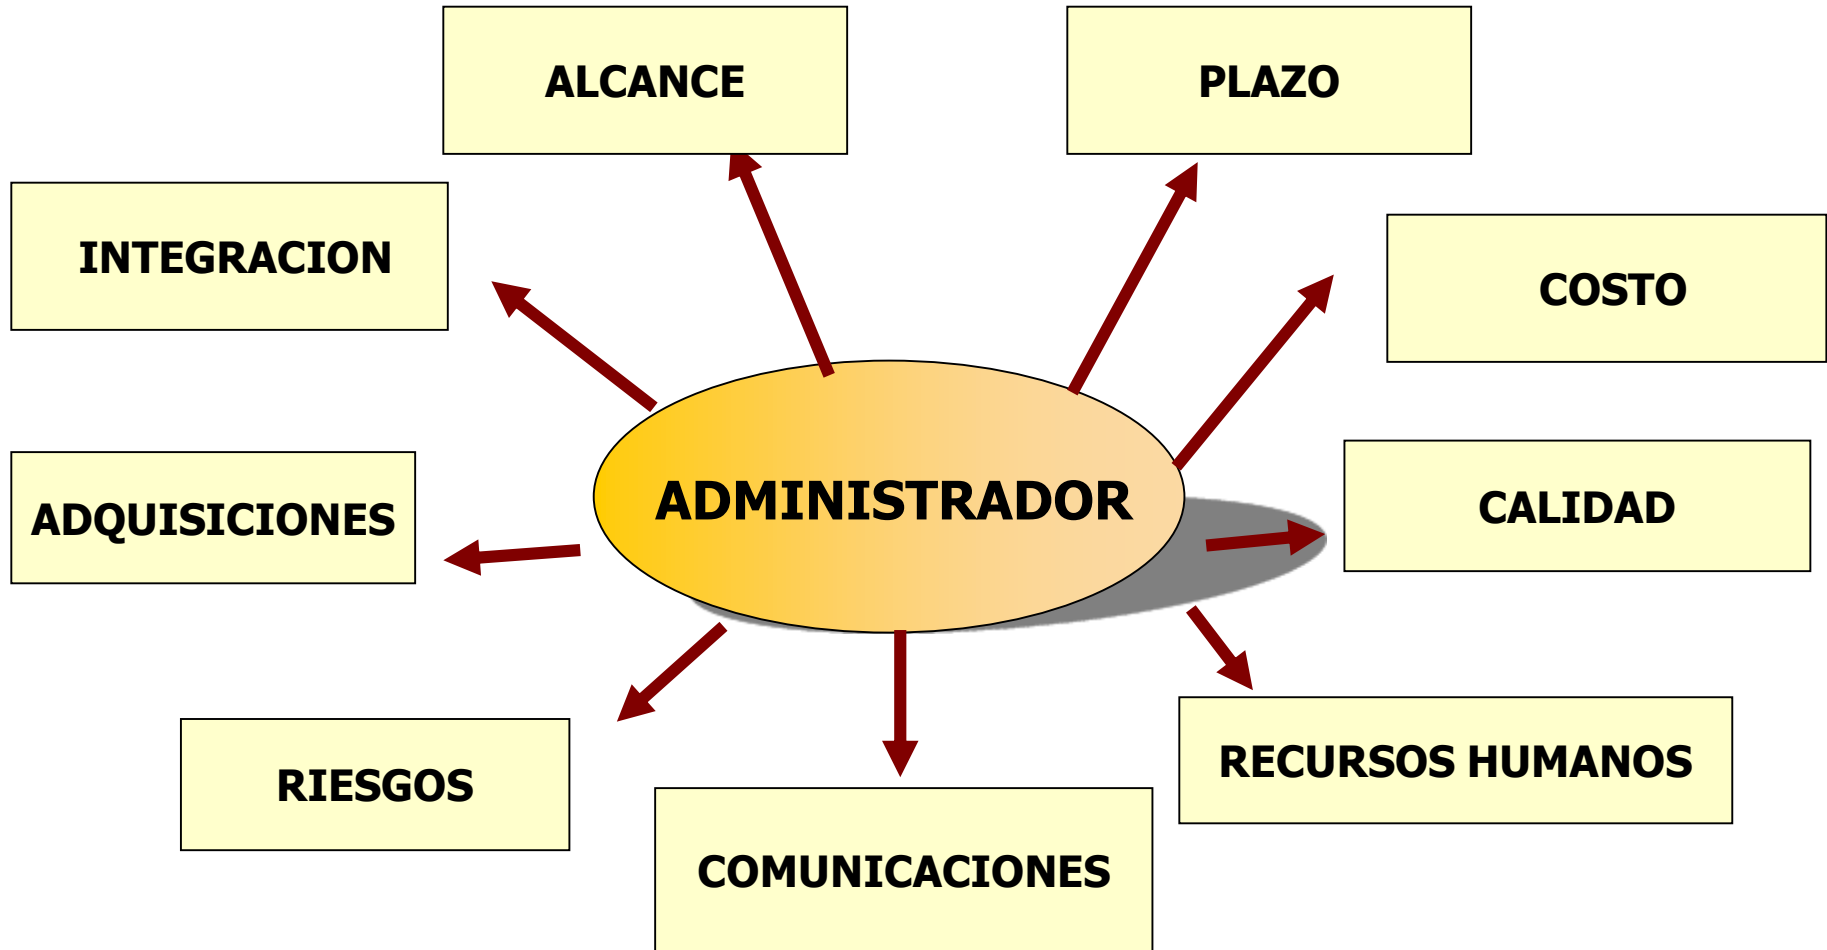 ALCANCE
PLAZO
INTEGRACION
COSTO
ADMINISTRADOR
CALIDAD
ADQUISICIONES
RECURSOS HUMANOS
RIESGOS
COMUNICACIONES